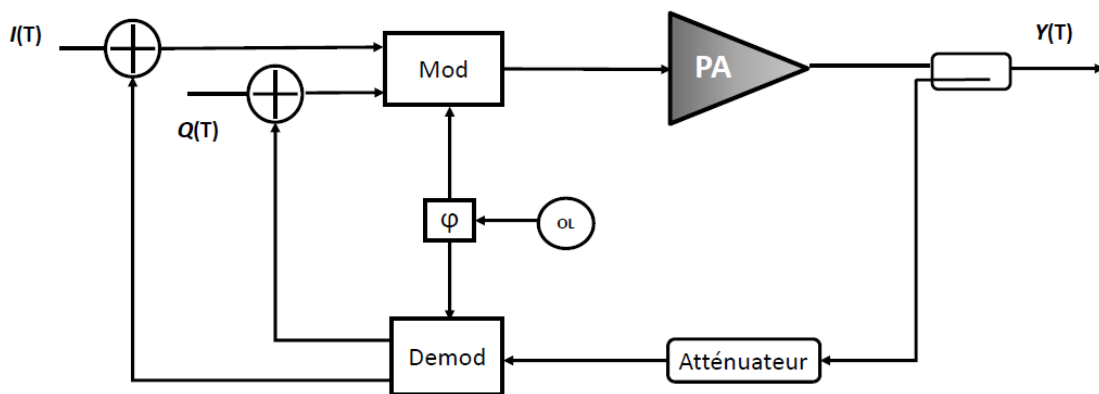 I(T)
Y(T)
Mod
PA
Q(T)
φ
OL
Demod
Atténuateur